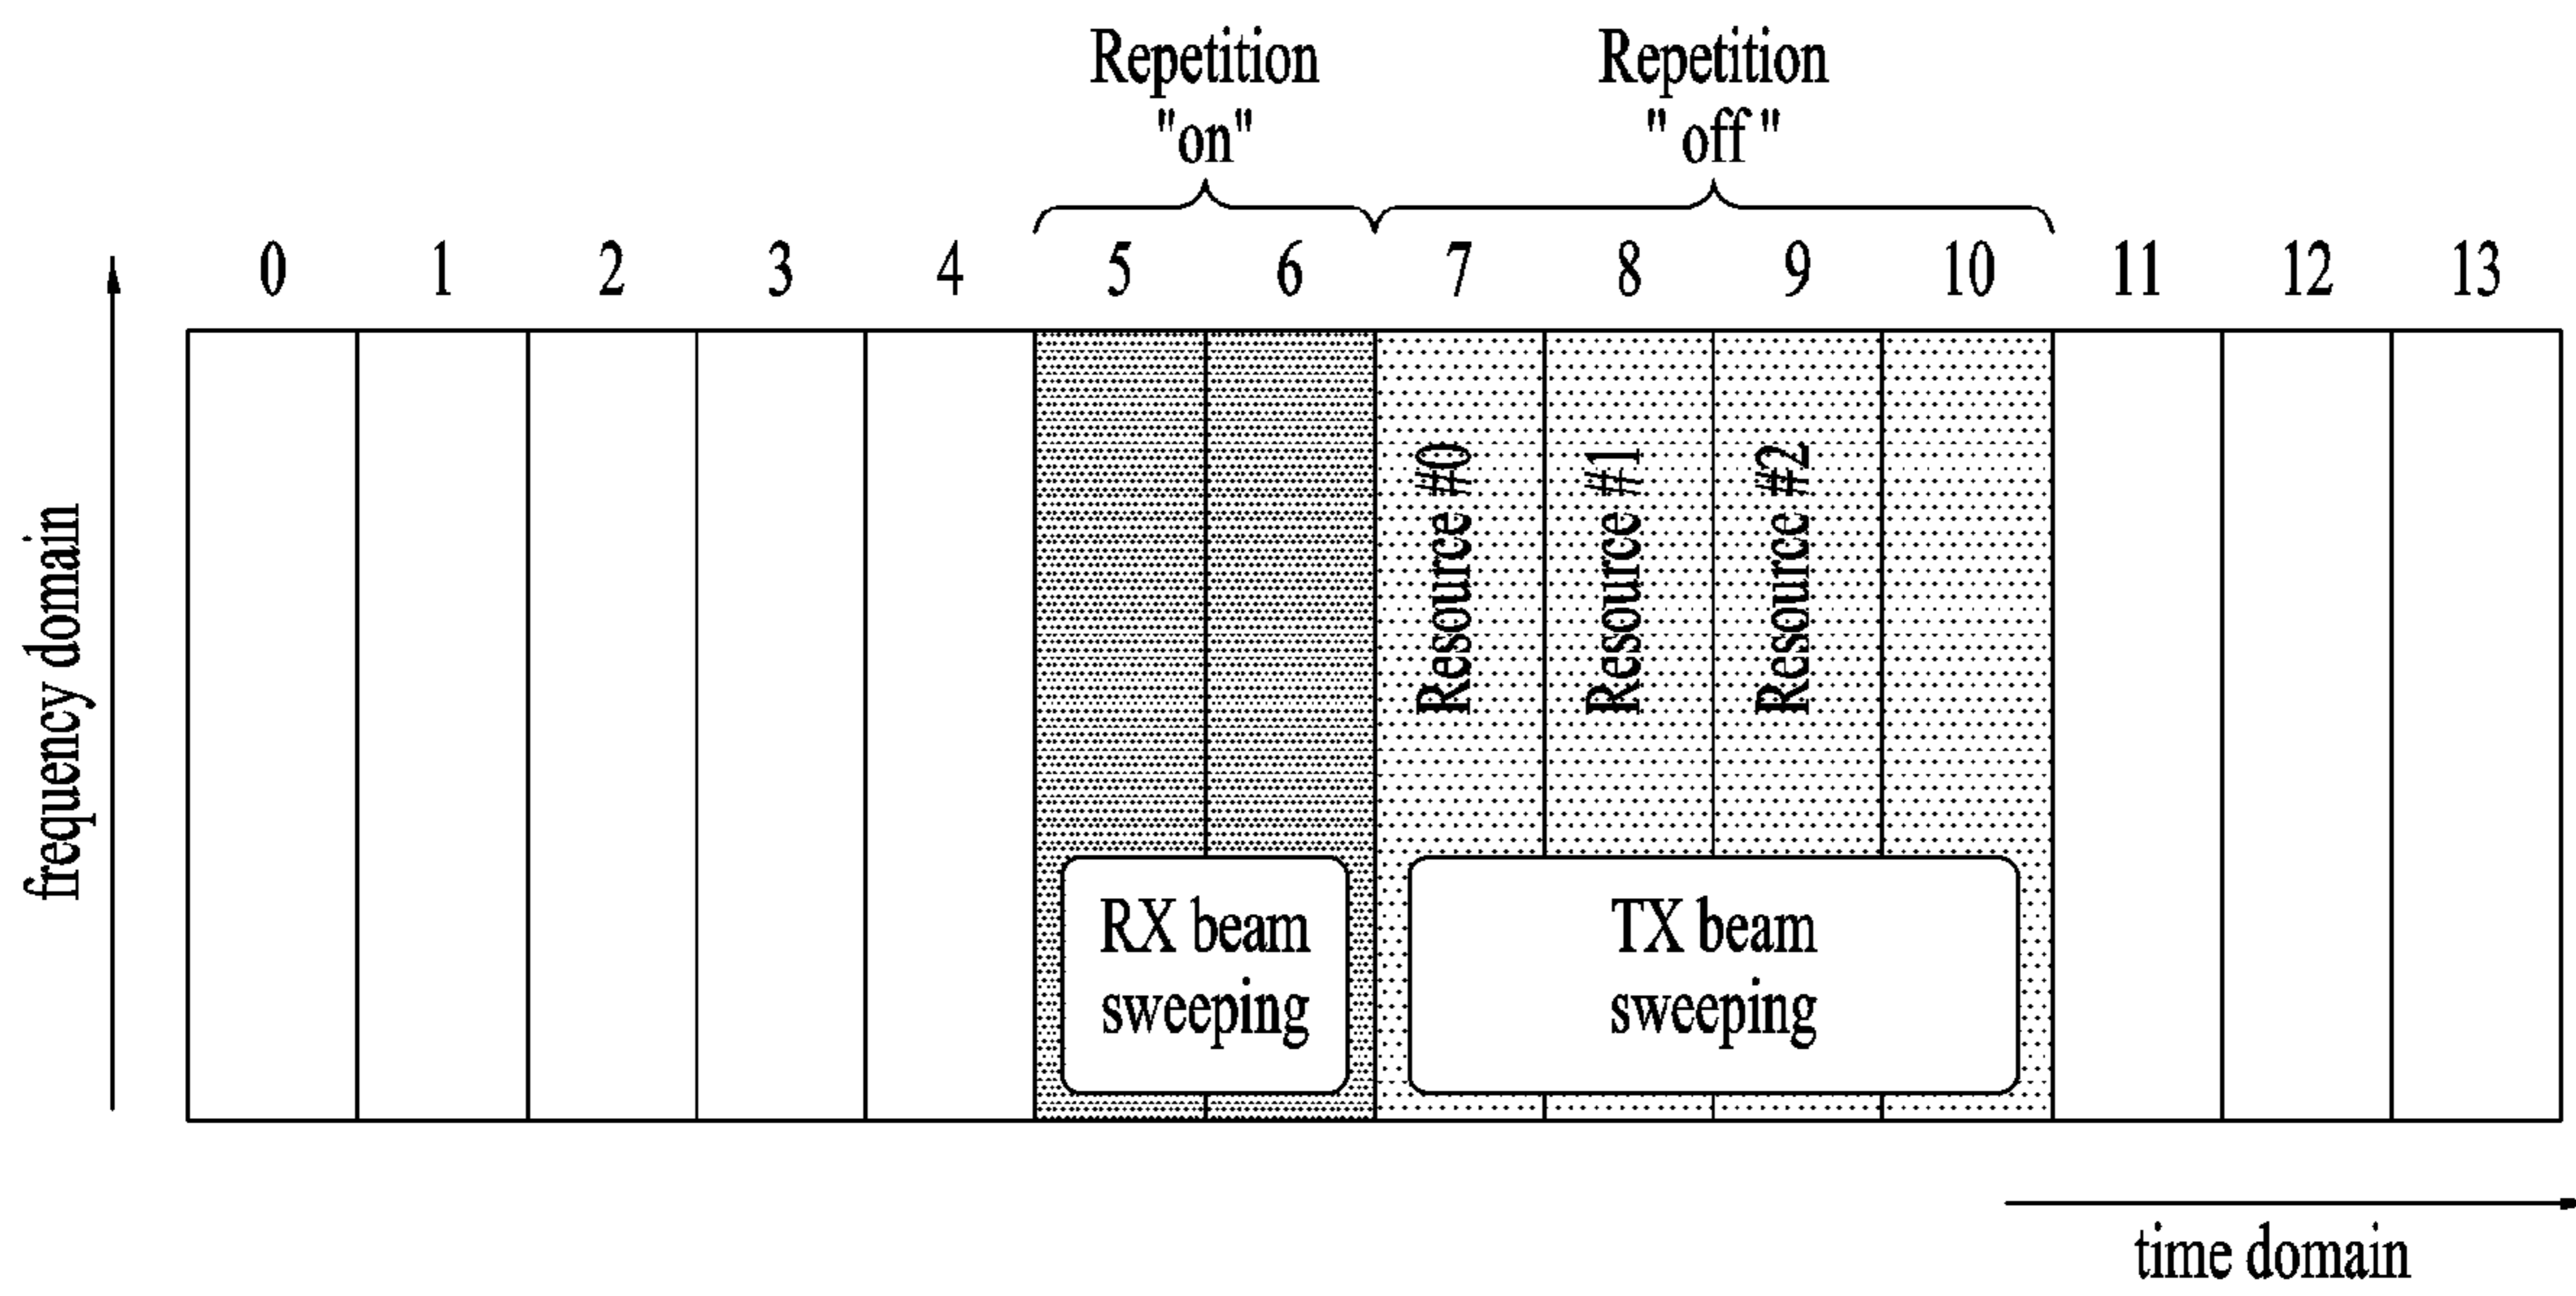 Repetition
"on"
Repetition
" off "
0 1 2 3 4 5 6 7 8 9 10 11 12 13
frequency domain
Resource #0
Resource #1
Resource #2
RX beam
sweeping
TX beam
sweeping
time domain